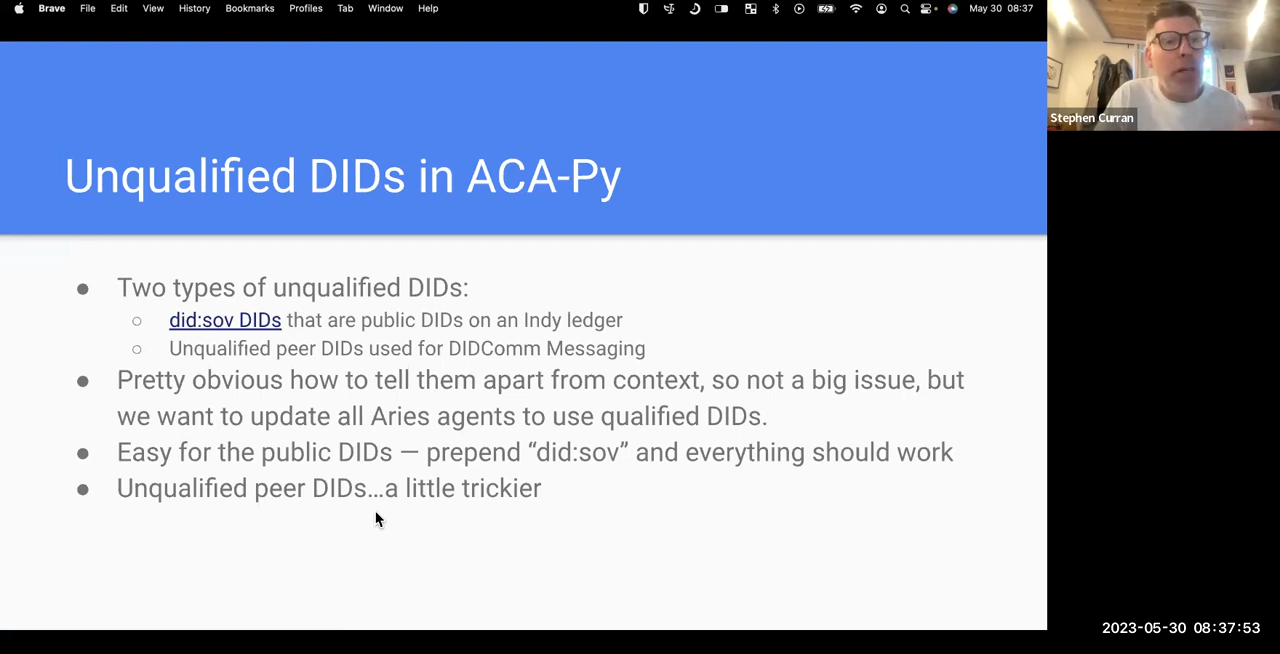 Brave File Edit View History Bookmarks Profiles Tab Window Help May 30 08:37
Stephen Curran
Unqualified DIDs in ACA-Py
● Two types of unqualified DIDs:
○ did:sov DIDs that are public DIDs on an Indy ledger
○ Unqualified peer DIDs used for DIDComm Messaging
● Pretty obvious how to tell them apart from context, so not a big issue, but
we want to update all Aries agents to use qualified DIDs.
● Easy for the public DIDs — prepend “did:sov” and everything should work
● Unqualified peer DIDs…a little trickier
2023-05-30 08:37:53